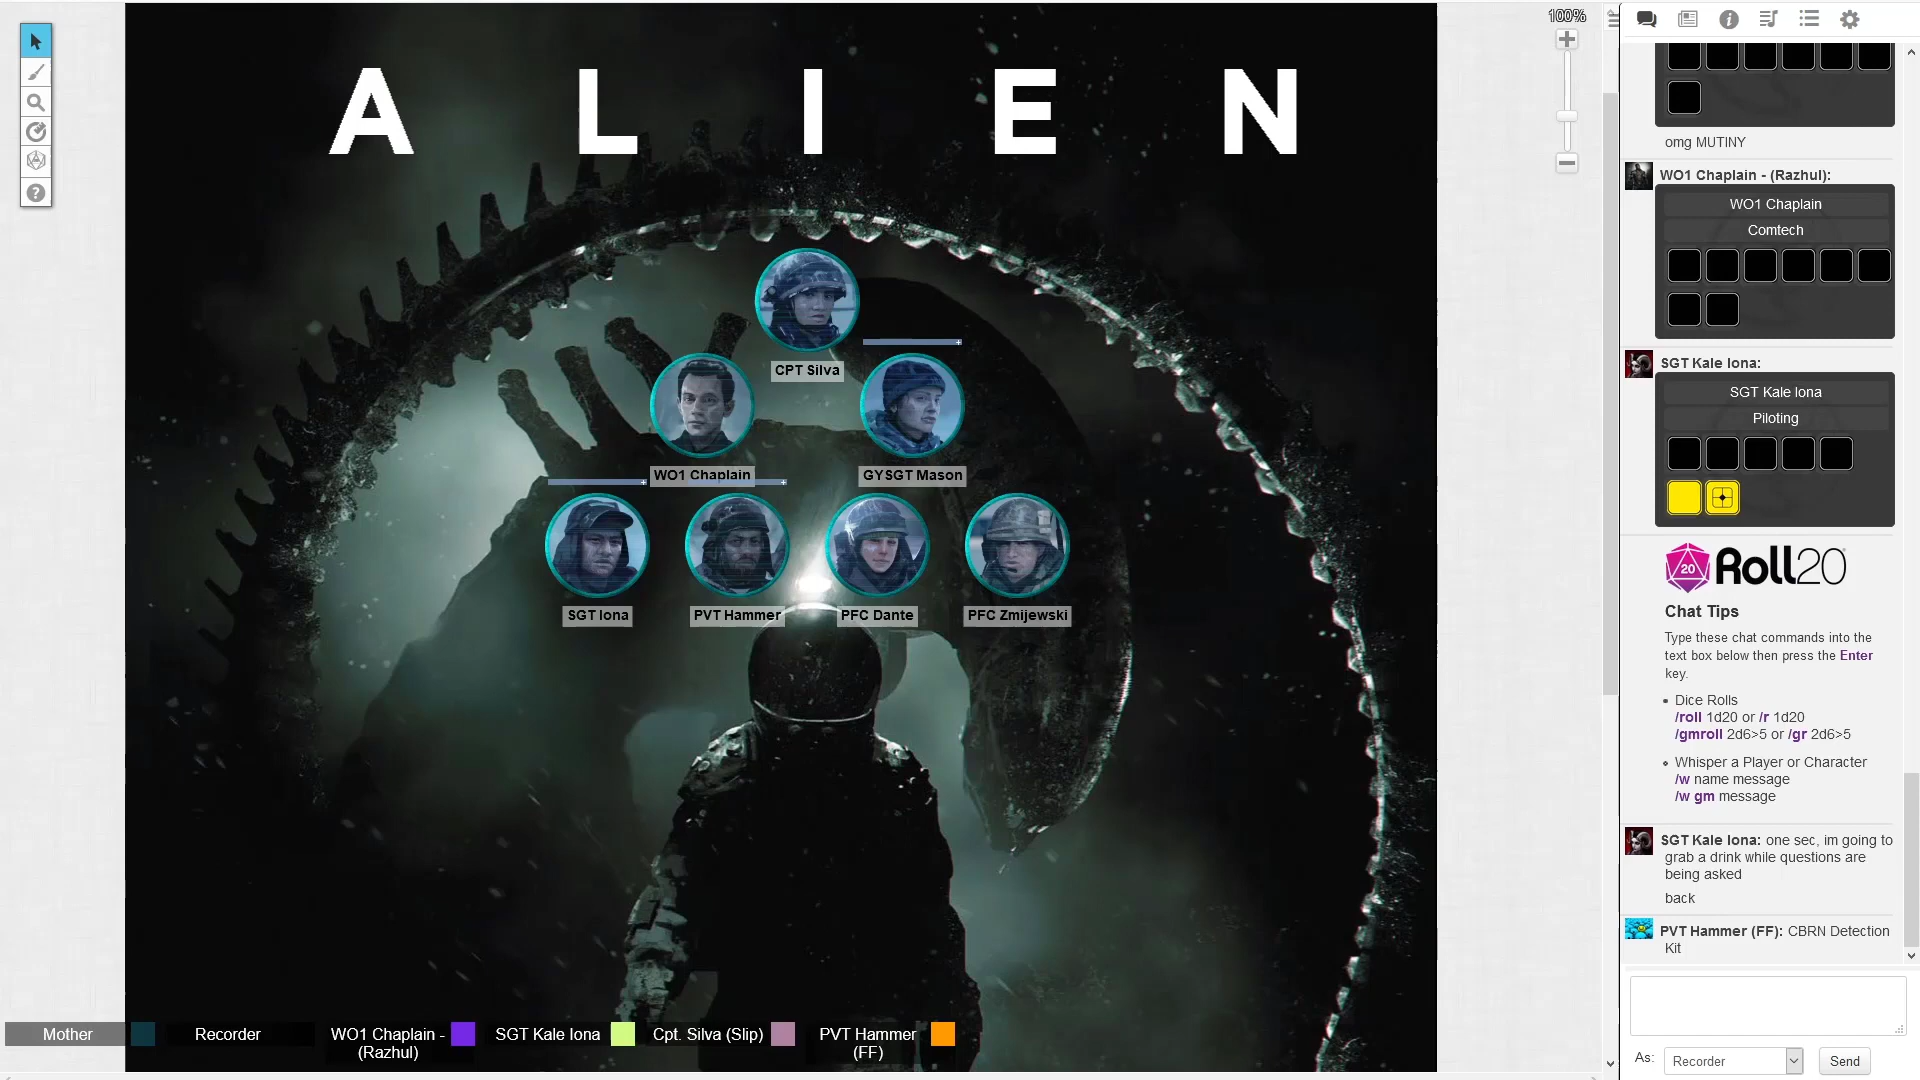 100%
A L I E N
CPT Silva
WO1 Chaplain
GYSGT Mason
SGT Iona
PVT Hammer
PFC Dante
PFC Zmijewski
Mother
Recorder
WO1 Chaplain -
(Razhul)
SGT Kale Iona
Cpt. Silva (Slip)
PVT Hammer
(FF)
omg MUTINY
WO1 Chaplain - (Razhul):
WO1 Chaplain
Comtech
SGT Kale Iona:
SGT Kale Iona
Piloting
20 Roll20
Chat Tips
Type these chat commands into the
text box below then press the Enter
key.
Dice Rolls
/roll 1d20 or /r 1d20
/gmroll 2d6>5 or /gr 2d6>5
Whisper a Player or Character
/w name message
/w gm message
SGT Kale Iona: one sec, im going to
grab a drink while questions are
being asked
back
PVT Hammer (FF): CBRN Detection
Kit
As: Recorder Send